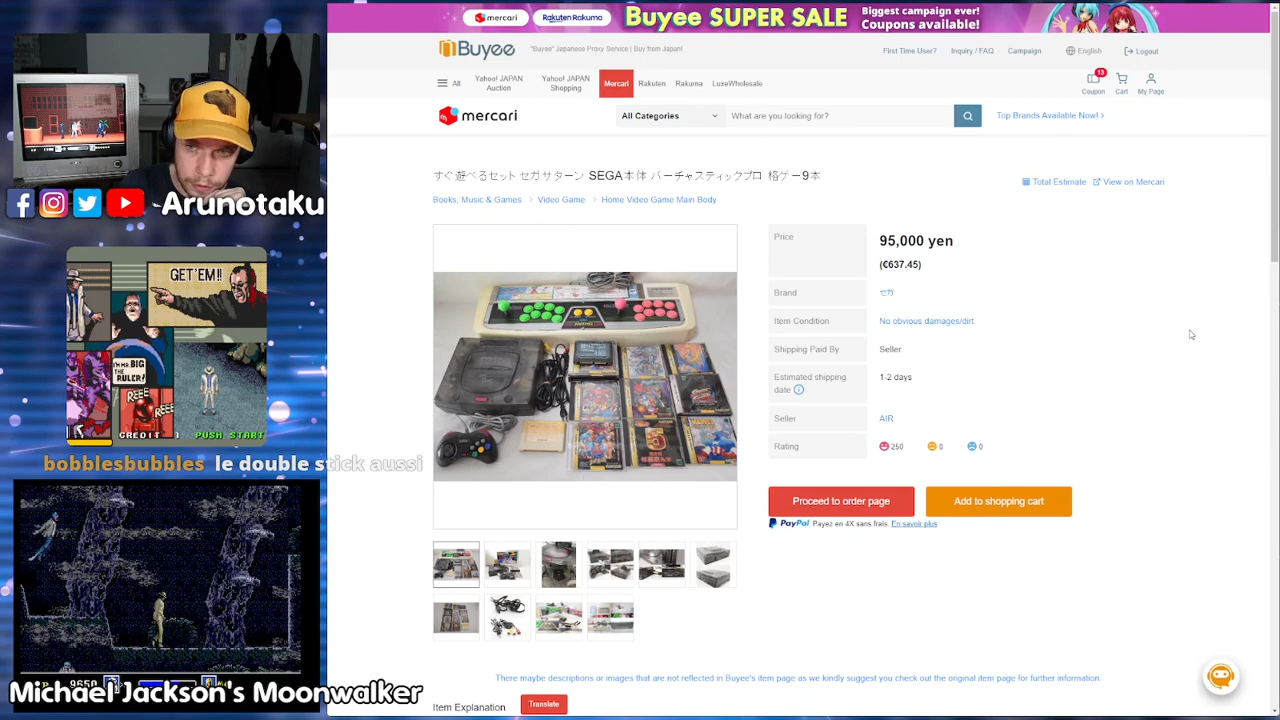 mercari
Rakuten Rakuma
Buyee SUPER SALE
Biggest campaign ever!
Coupons available!
Buyee
"Buyee" Japanese Proxy Service | Buy from Japan!
First Time User?
Inquiry / FAQ
Campaign
English
Logout
All
Yahoo! JAPAN
Auction
Yahoo! JAPAN
Shopping
Mercari
Rakuten
Rakuma
LuxeWholesale
13
Coupon
Cart
My Page
mercari
All Categories
What are you looking for?
Top Brands Available Now!
すぐ遊べるセット セガサターン SEGA本体 バーチャスティックプロ 格ゲー9本
Total Estimate
View on Mercari
Books, Music & Games
Video Game
Home Video Game Main Body
Price
95,000 yen
(€637.45)
Brand
セガ
Item Condition
No obvious damages/dirt
Shipping Paid By
Seller
Estimated shipping
date
1-2 days
Seller
AIR
Rating
250
0
0
Proceed to order page
Add to shopping cart
PayPal Payez en 4X sans frais. En savoir plus
There maybe descriptions or images that are not reflected in Buyee's item page as we kindly suggest you check out the original item page for further information.
Item Explanation
Translate
Arunotaku
GET'EM!!
I'M MR. BIG
THE RULER!
REEE
CREDIT
PUSH START
bobblesbubbles le double stick aussi
Michael Jackson's Moonwalker